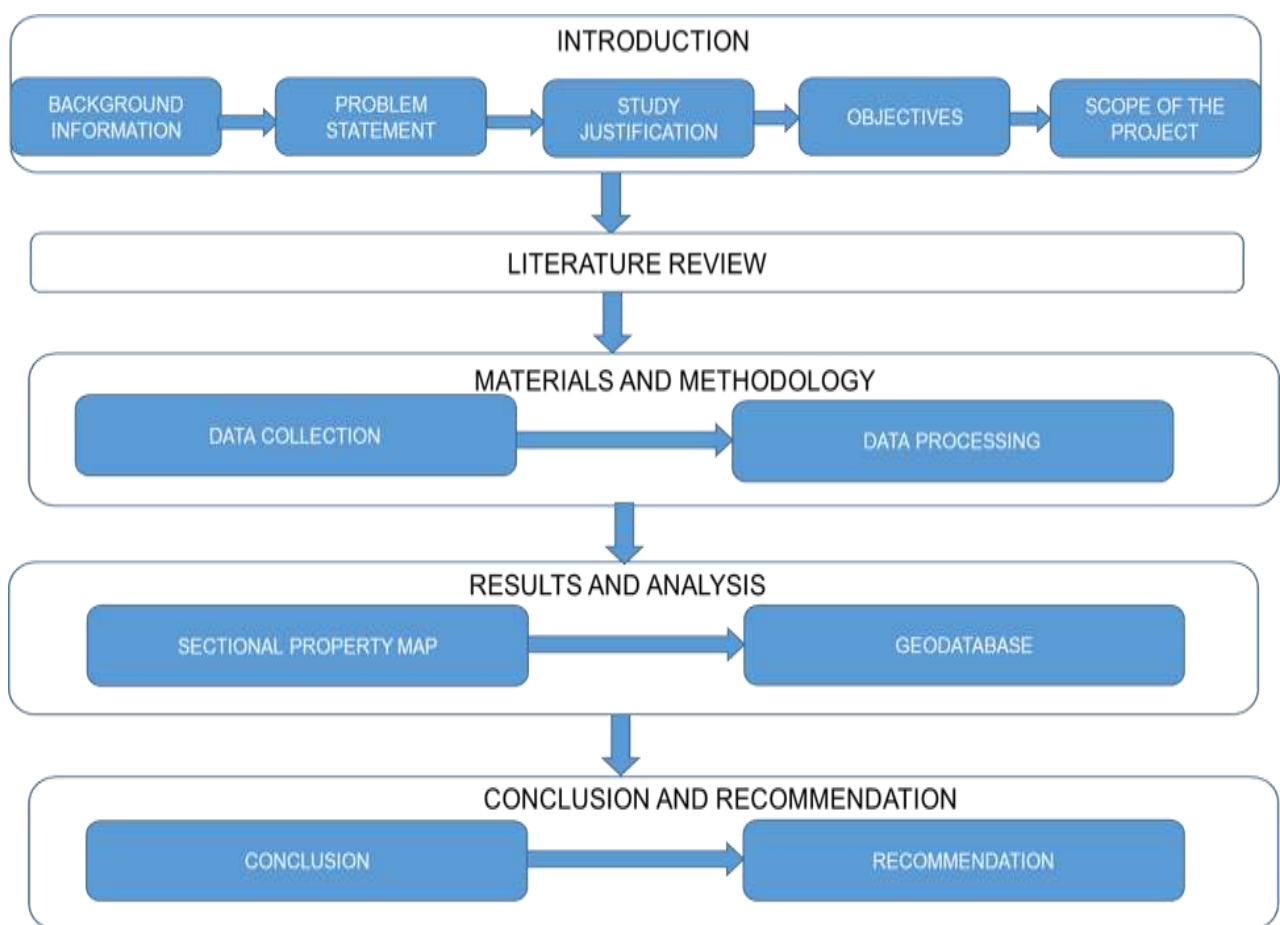 INTRODUCTION
BACKGROUND
INFORMATION
PROBLEM
STATEMENT
STUDY
JUSTIFICATION
OBJECTIVES
SCOPE OF THE
PROJECT
LITERATURE REVIEW
MATERIALS AND METHODOLOGY
DATA COLLECTION
DATA PROCESSING
RESULTS AND ANALYSIS
SECTIONAL PROPERTY MAP
GEODATABASE
CONCLUSION AND RECOMMENDATION
CONCLUSION
RECOMMENDATION